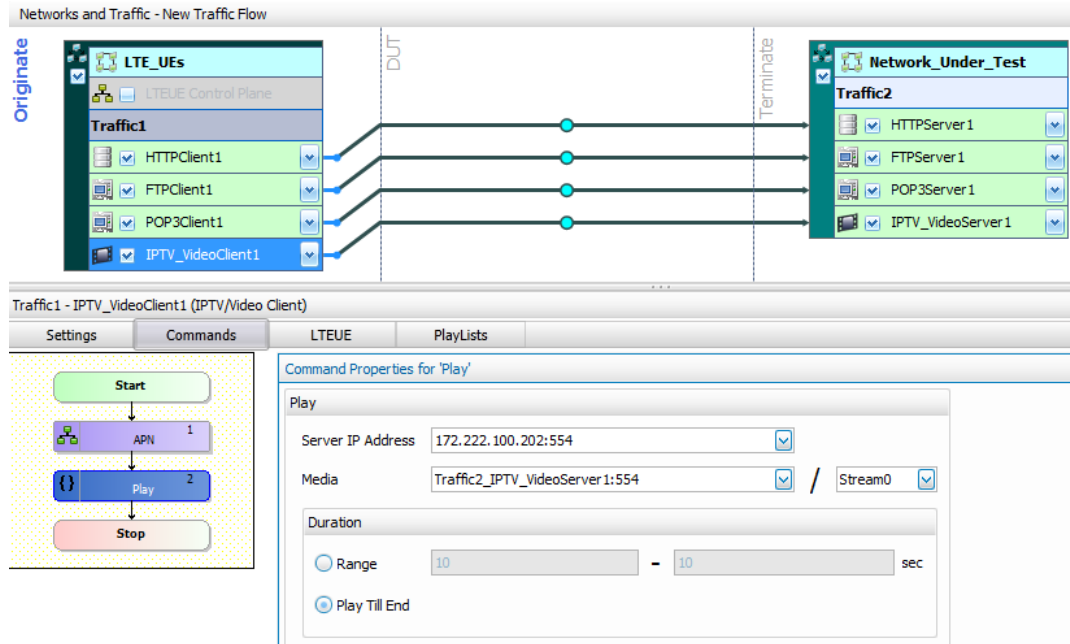 Networks and Traffic - New Traffic Flow
Originate
LTE_UEs
LTEUE Control Plane
Traffic1
HTTPClient1
FTPClient1
POP3Client1
IPTV_VideoClient1
DUT
Terminate
Network_Under_Test
Traffic2
HTTPServer1
FTPServer1
POP3Server1
IPTV_VideoServer1
Traffic1 - IPTV_VideoClient1 (IPTV/Video Client)
Settings Commands LTEUE PlayLists
Start
APN 1
{} Play 2
Stop
Command Properties for 'Play'
Play
Server IP Address 172.222.100.202:554
Media Traffic2_IPTV_VideoServer1:554 / Stream0
Duration
Range 10 - 10 sec
Play Till End